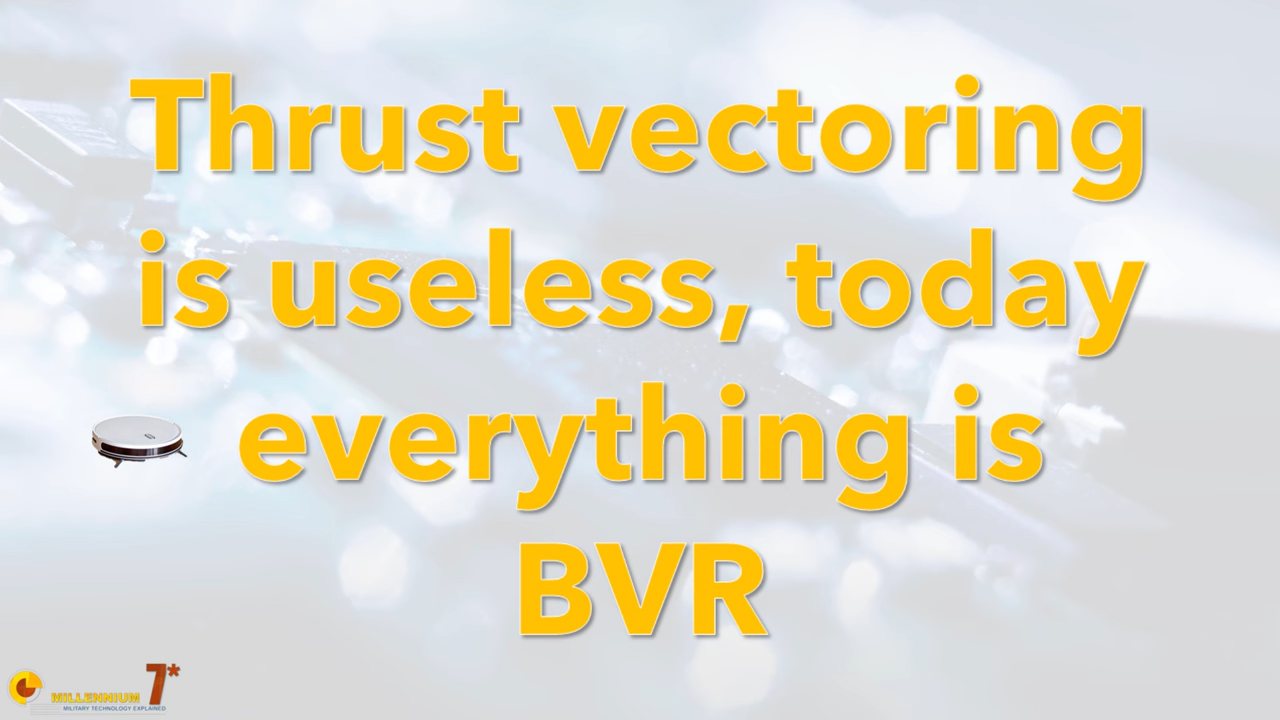 Thrust vectoring
is useless, today
everything is
BVR
MILLENNIUM 7*
MILITARY TECHNOLOGY EXPLAINED